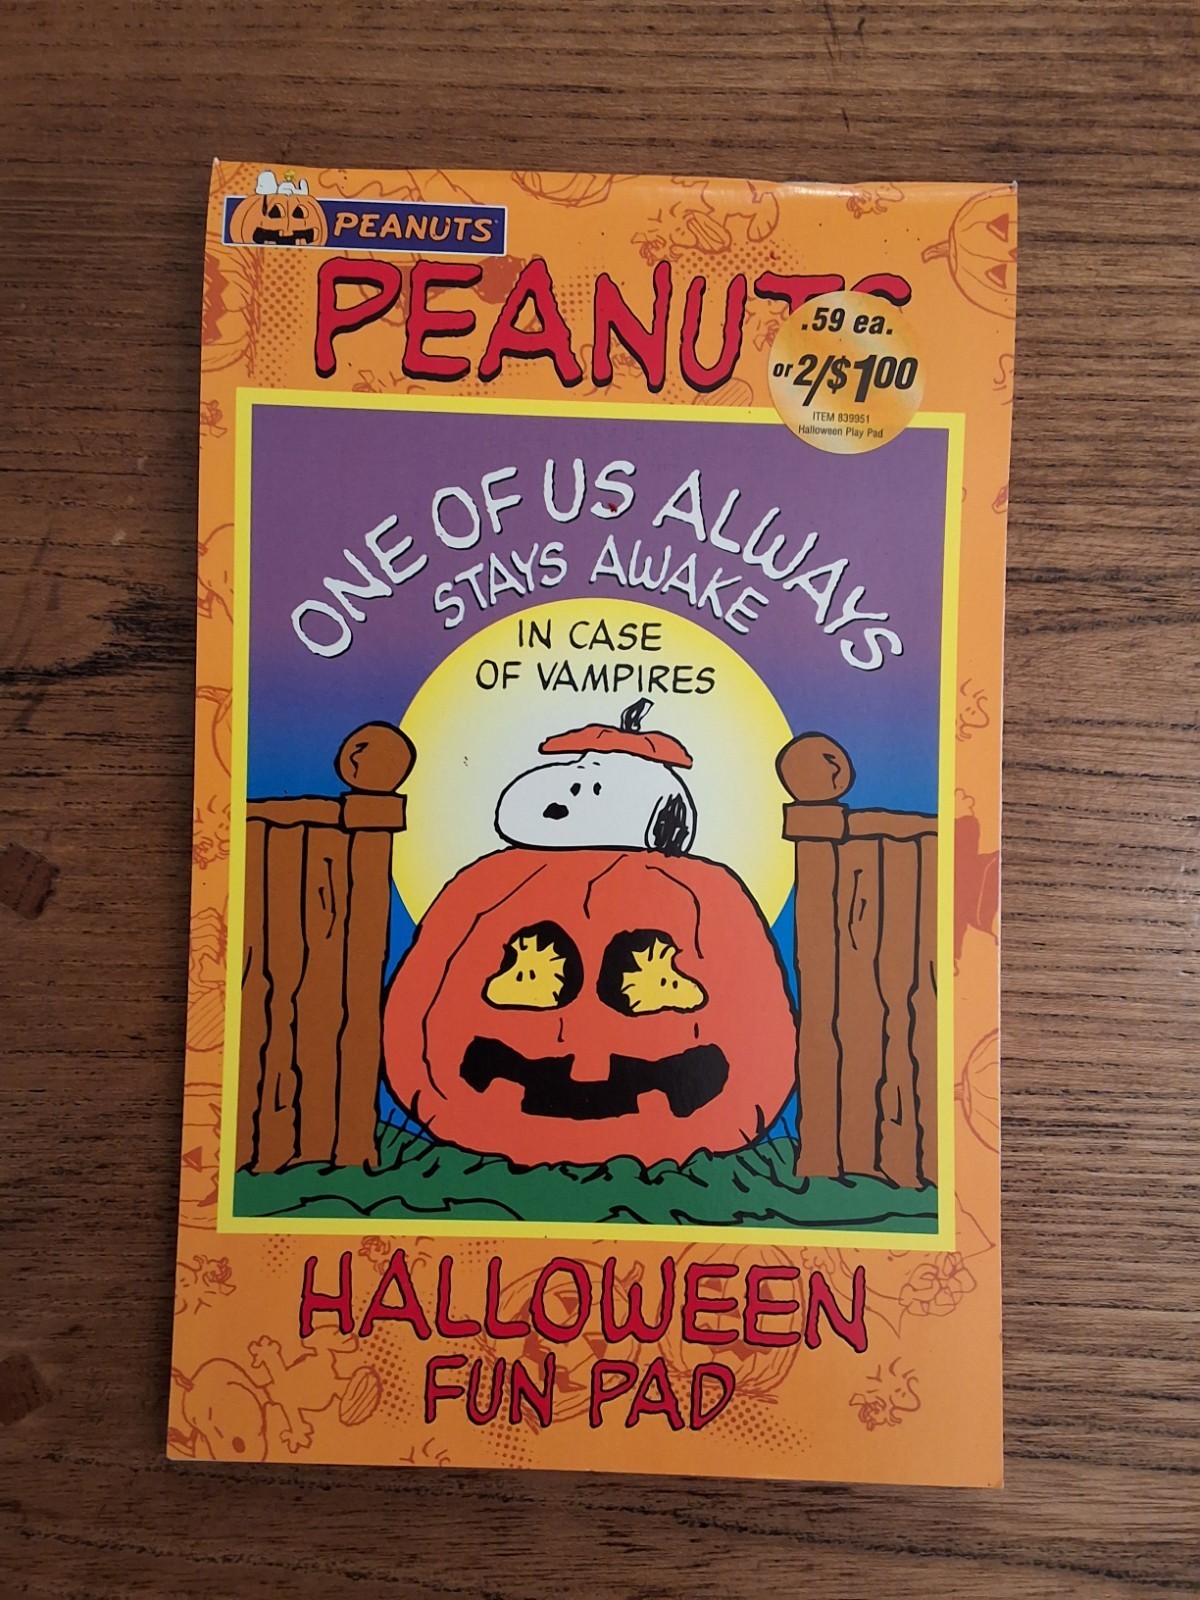 PEANUTS
PEANUTS
.59 ea.
or 2/$1.00
ITEM 839951
Halloween Play Pad
ONE OF US ALWAYS
STAYS AWAKE
IN CASE
OF VAMPIRES
HALLOWEEN
FUN PAD